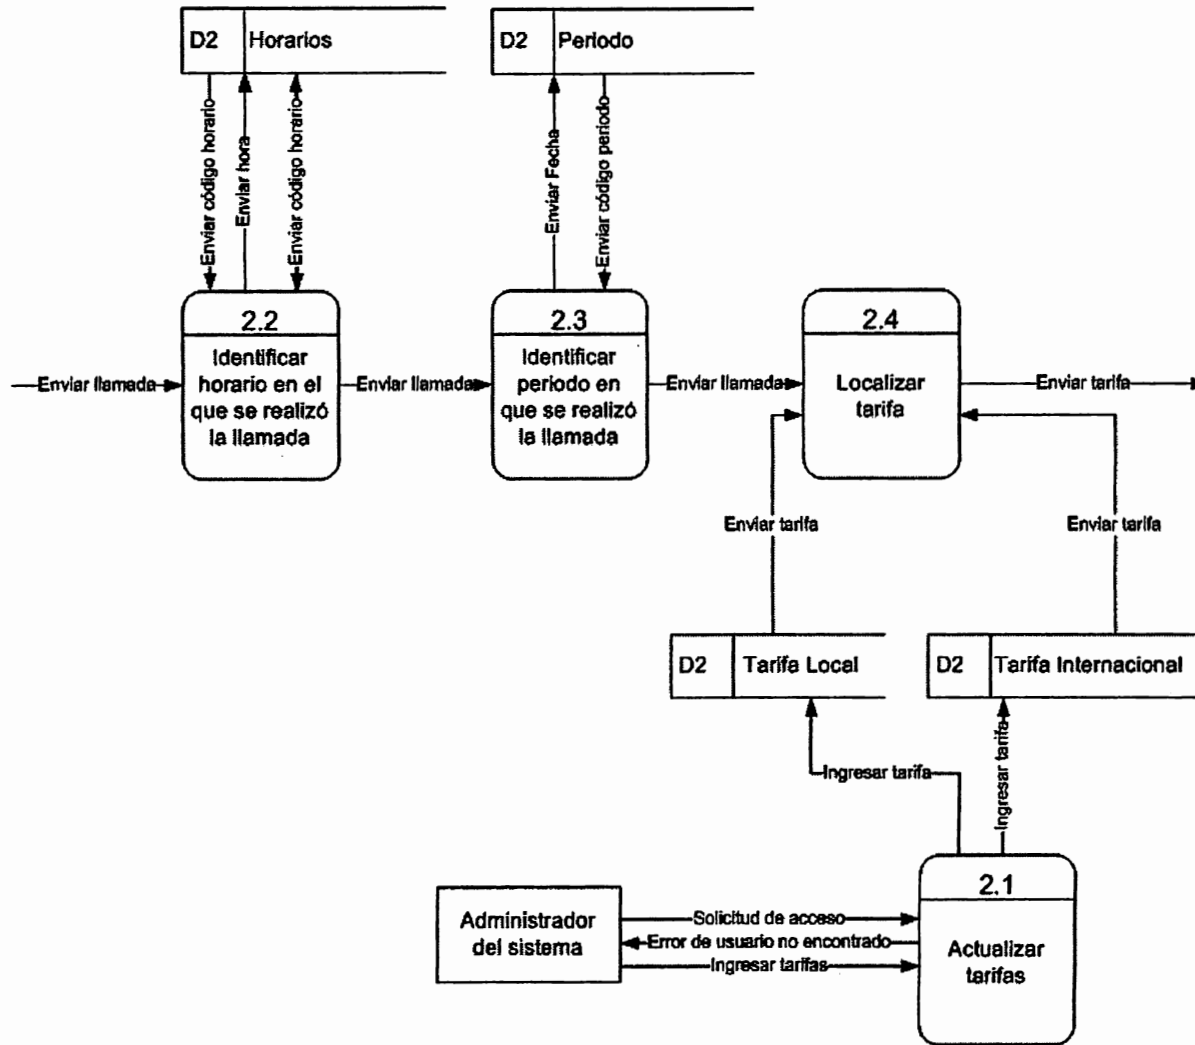 D2 Horarios
D2 Periodo
Enviar código horario
Enviar hora
Enviar código horario
Enviar Fecha
Enviar código periodo
2.2
Identificar
horario en el
que se realizó
la llamada
2.3
Identificar
periodo en
que se realizó
la llamada
2.4
Localizar
tarifa
Enviar llamada
Enviar llamada
Enviar llamada
Enviar tarifa
Enviar tarifa
Enviar tarifa
D2 Tarifa Local
D2 Tarifa Internacional
Ingresar tarifa
Ingresar tarifa
2.1
Actualizar
tarifas
Administrador
del sistema
Solicitud de acceso
Error de usuario no encontrado
Ingresar tarifas